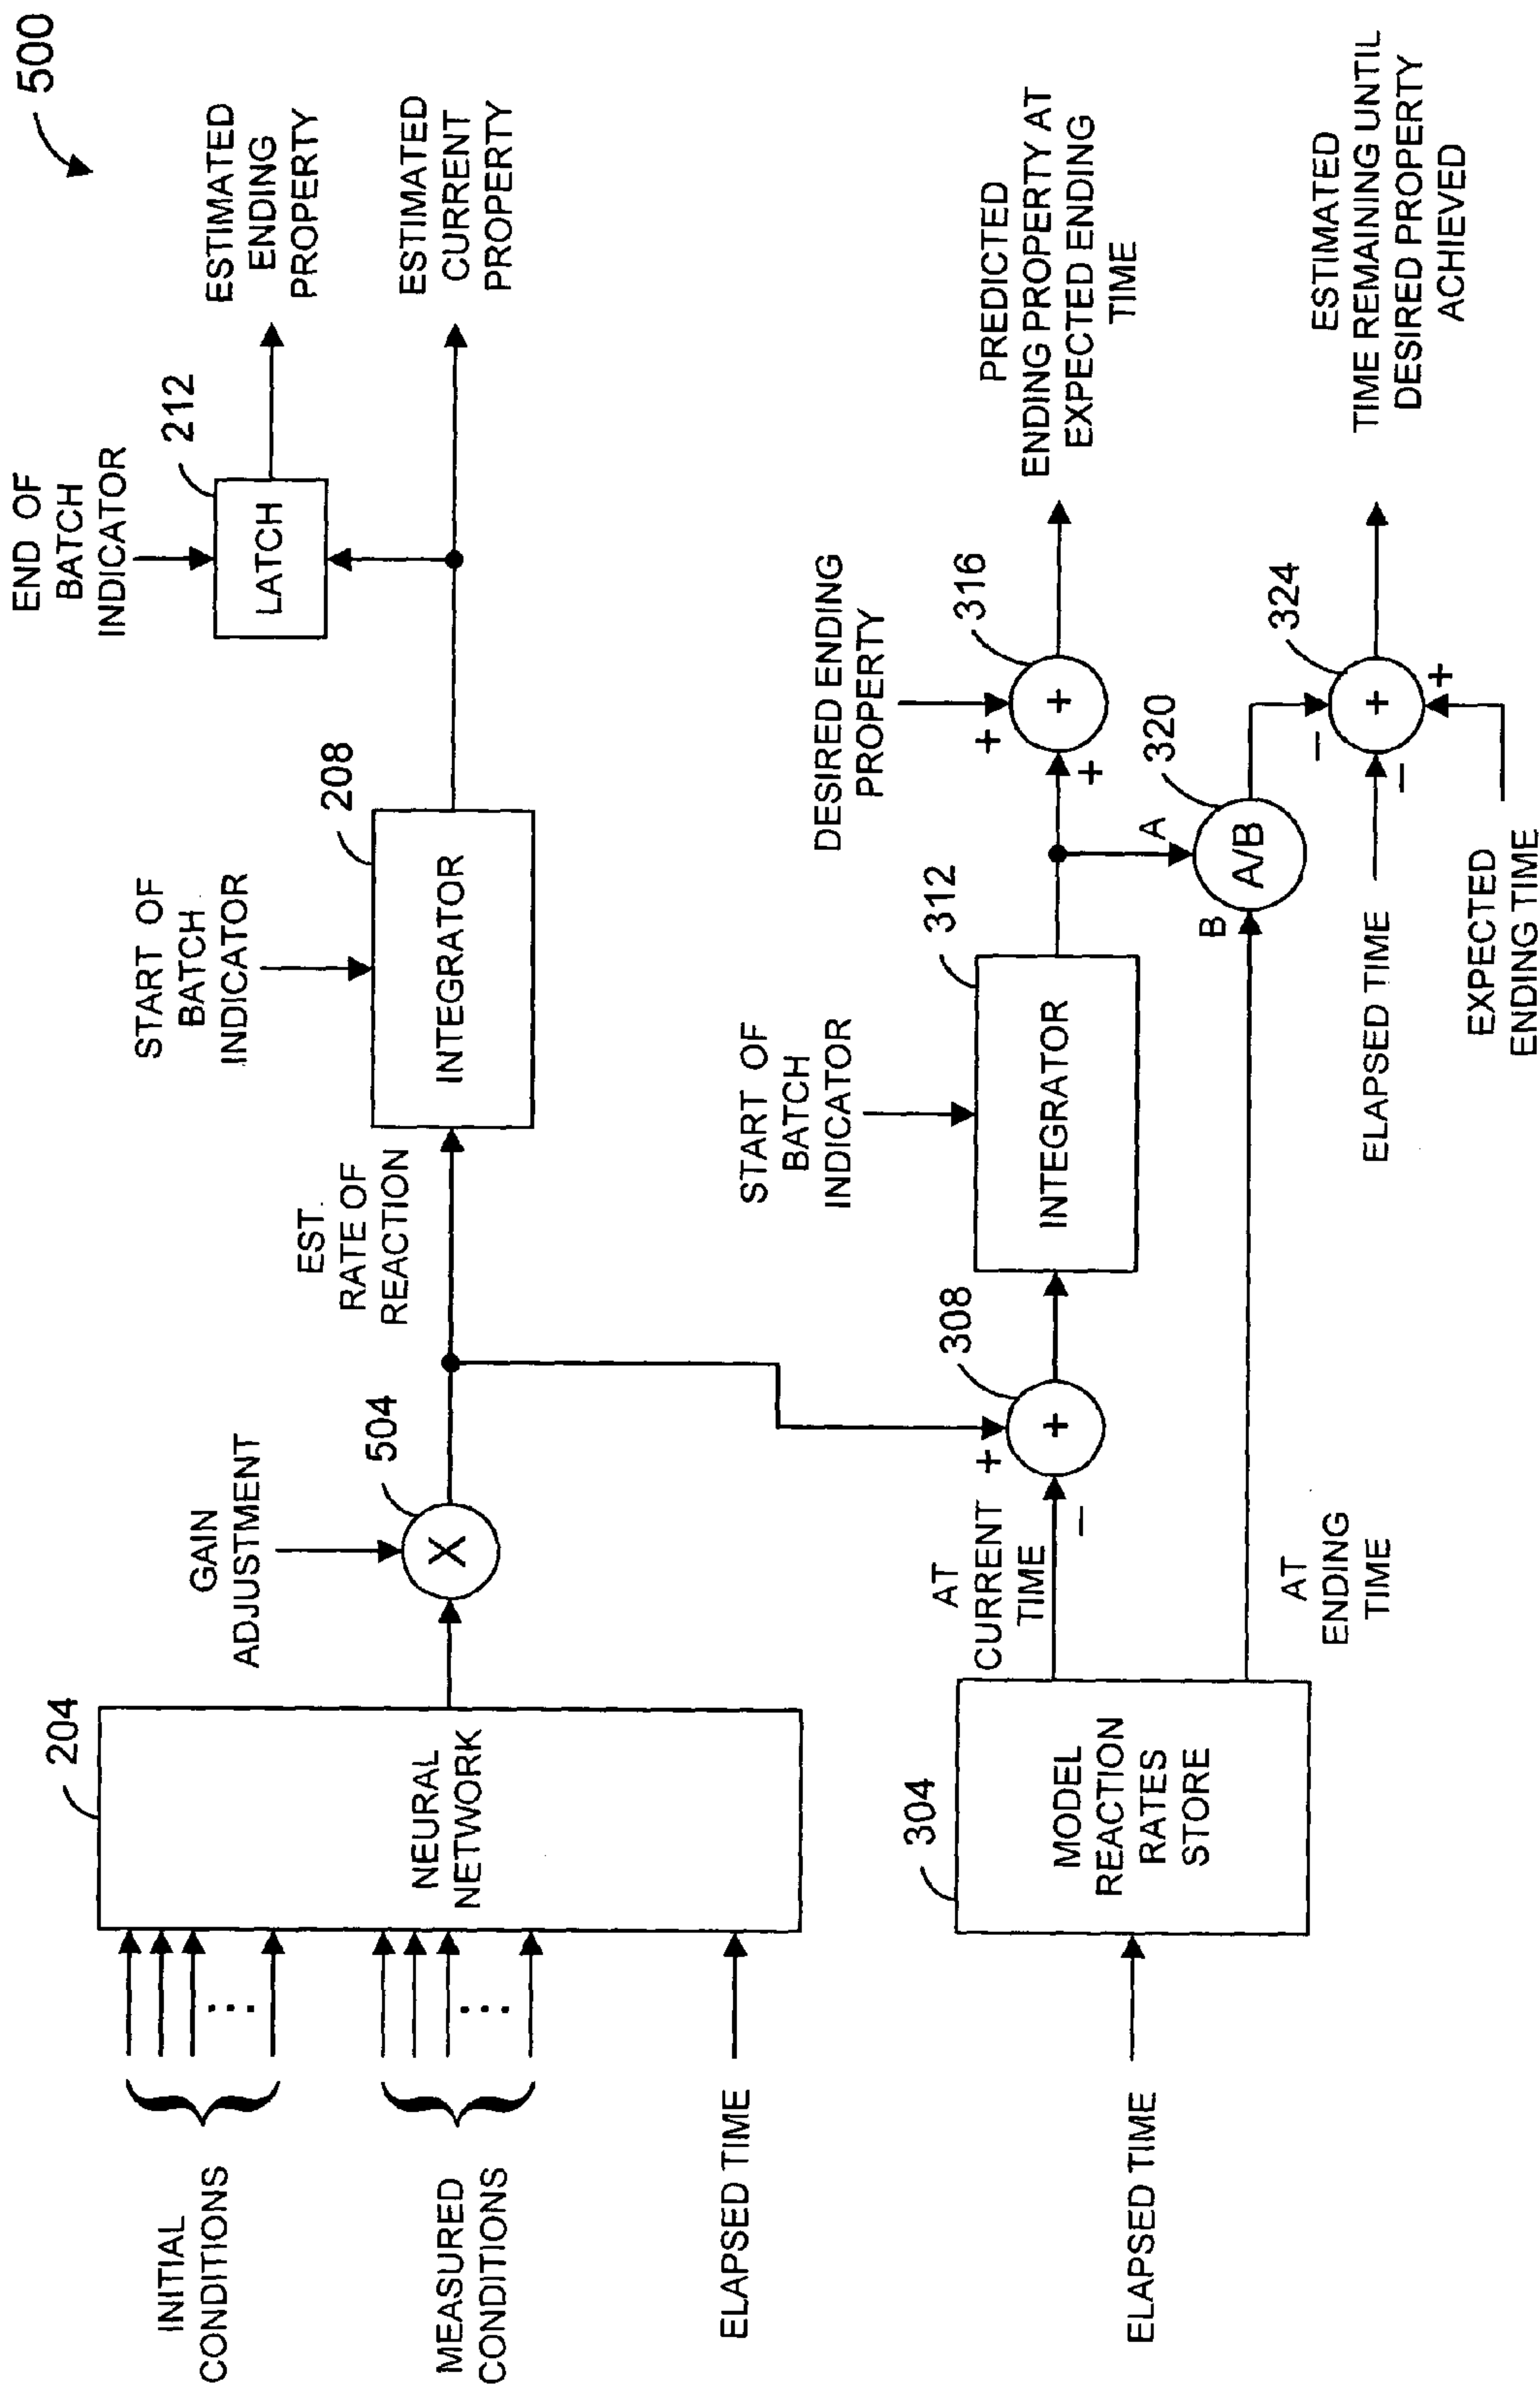 500
INITIAL
CONDITIONS
MEASURED
CONDITIONS
ELAPSED TIME
204
NEURAL
NETWORK
GAIN
ADJUSTMENT
504
X
EST.
RATE OF
REACTION
START OF
BATCH
INDICATOR
208
INTEGRATOR
END OF
BATCH
INDICATOR
212
LATCH
ESTIMATED
ENDING
PROPERTY
ESTIMATED
CURRENT
PROPERTY
ELAPSED TIME
304
MODEL
REACTION
RATES
STORE
AT
CURRENT
TIME
+
−
+
308
START OF
BATCH
INDICATOR
312
INTEGRATOR
DESIRED ENDING
PROPERTY
+
+
+
316
PREDICTED
ENDING PROPERTY AT
EXPECTED ENDING
TIME
AT
ENDING
TIME
A
B
A/B
320
ELAPSED TIME
EXPECTED
ENDING TIME
−
−
+
+
324
ESTIMATED
TIME REMAINING UNTIL
DESIRED PROPERTY
ACHIEVED